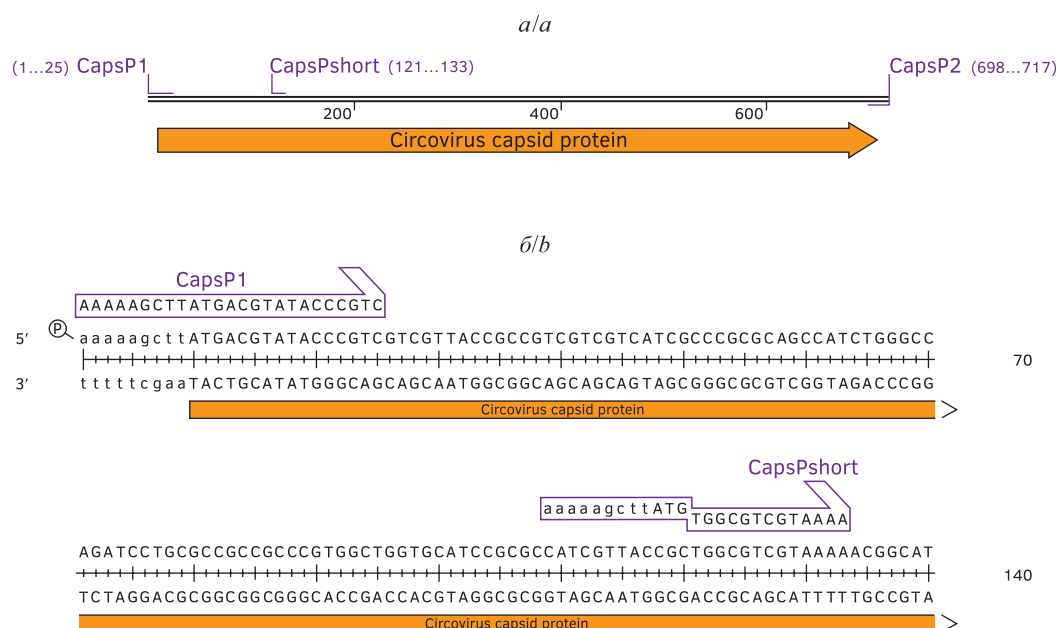 а/a
(1...25) CapsP1
CapsPshort (121...133)
CapsP2 (698...717)
200 400 600
Circovirus capsid protein
б/b
CapsP1
AAAAAGCTTATGACGTATACCCGTC
P
5′ aaaaagcttATGACGTATACCCGTCGTCGTTACCGCCGTCGTCGTCATCGCCCGCGCAGCCATCTGGGCC
70
3′ tttttcgaaTACTGCATATGGGCAGCAGCAATGGCGGCAGCAGCAGTAGCGGGCGCGTCGGTAGACCCGG
Circovirus capsid protein
CapsPshort
aaaaagcttATG
TGGCGTCGTAAAA
AGATCCTGCGCCGCCGCCCGTGGCTGGTGCATCCGCGCCATCGTTACCGCTGGCGTCGTAAAAACGGCAT
140
TCTAGGACGCGGCGGCGGGCACCGACCACGTAGGCGCGGTAGCAATGGCGACCGCAGCATTTTTGCCGTA
Circovirus capsid protein